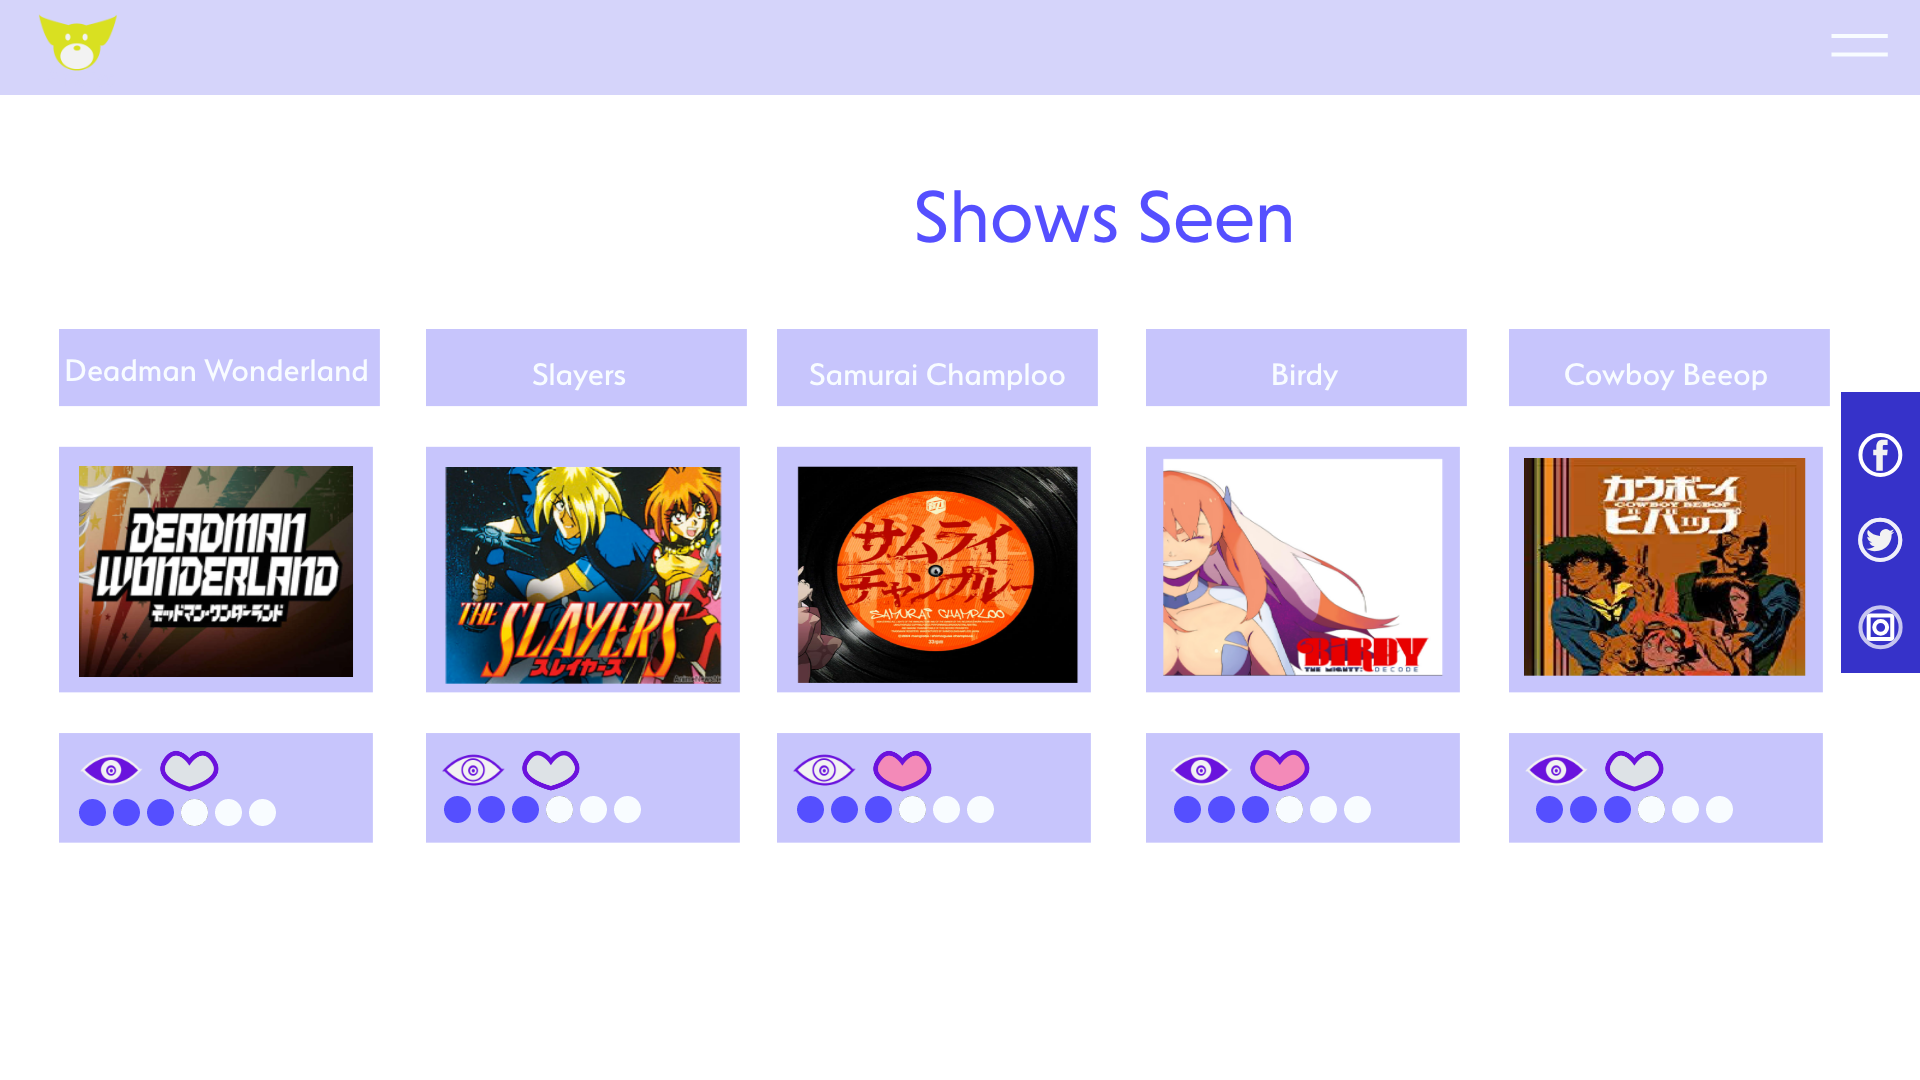 Shows Seen
Deadman Wonderland
Slayers
Samurai Champloo
Birdy
Cowboy Beeop
DEADMAN
WONDERLAND
デッドマン・ワンダーランド
THE SLAYERS
スレイヤーズ
サムライ
チャンプルー
SAMURAI CHAMPLOO
33rpm
BiRDY
THE MIGHTY: DECODE
カウボーイ
COWBOY BEBOP
ビバップ